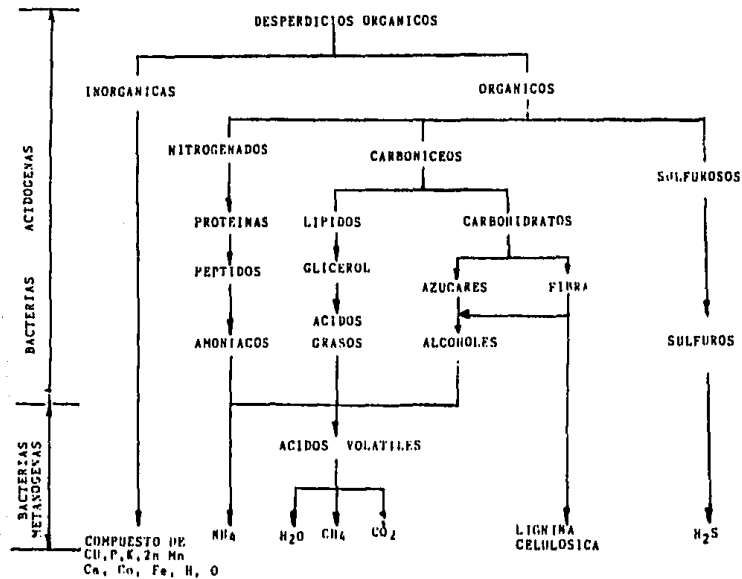 DESPERDICIOS ORGANICOS
INORGANICAS
ORGANICOS
NITROGENADOS
CARBONICEOS
SULFUROSOS
PROTEINAS
LIPIDOS
CARBOHIDRATOS
PEPTIDOS
GLICEROL
AZUCARES
FIBRA
AMONIACOS
ACIDOS
GRASOS
ALCOHOLES
SULFUROS
ACIDOS VOLATILES
COMPUESTO DE
CU,P,K,2n Mn
Ca, Co, Fe, H, O
NH4
H2O
CH4
CO2
LIGNINA
CELULOSICA
H2S
BACTERIAS ACIDOGENAS
BACTERIAS
METANOGENAS